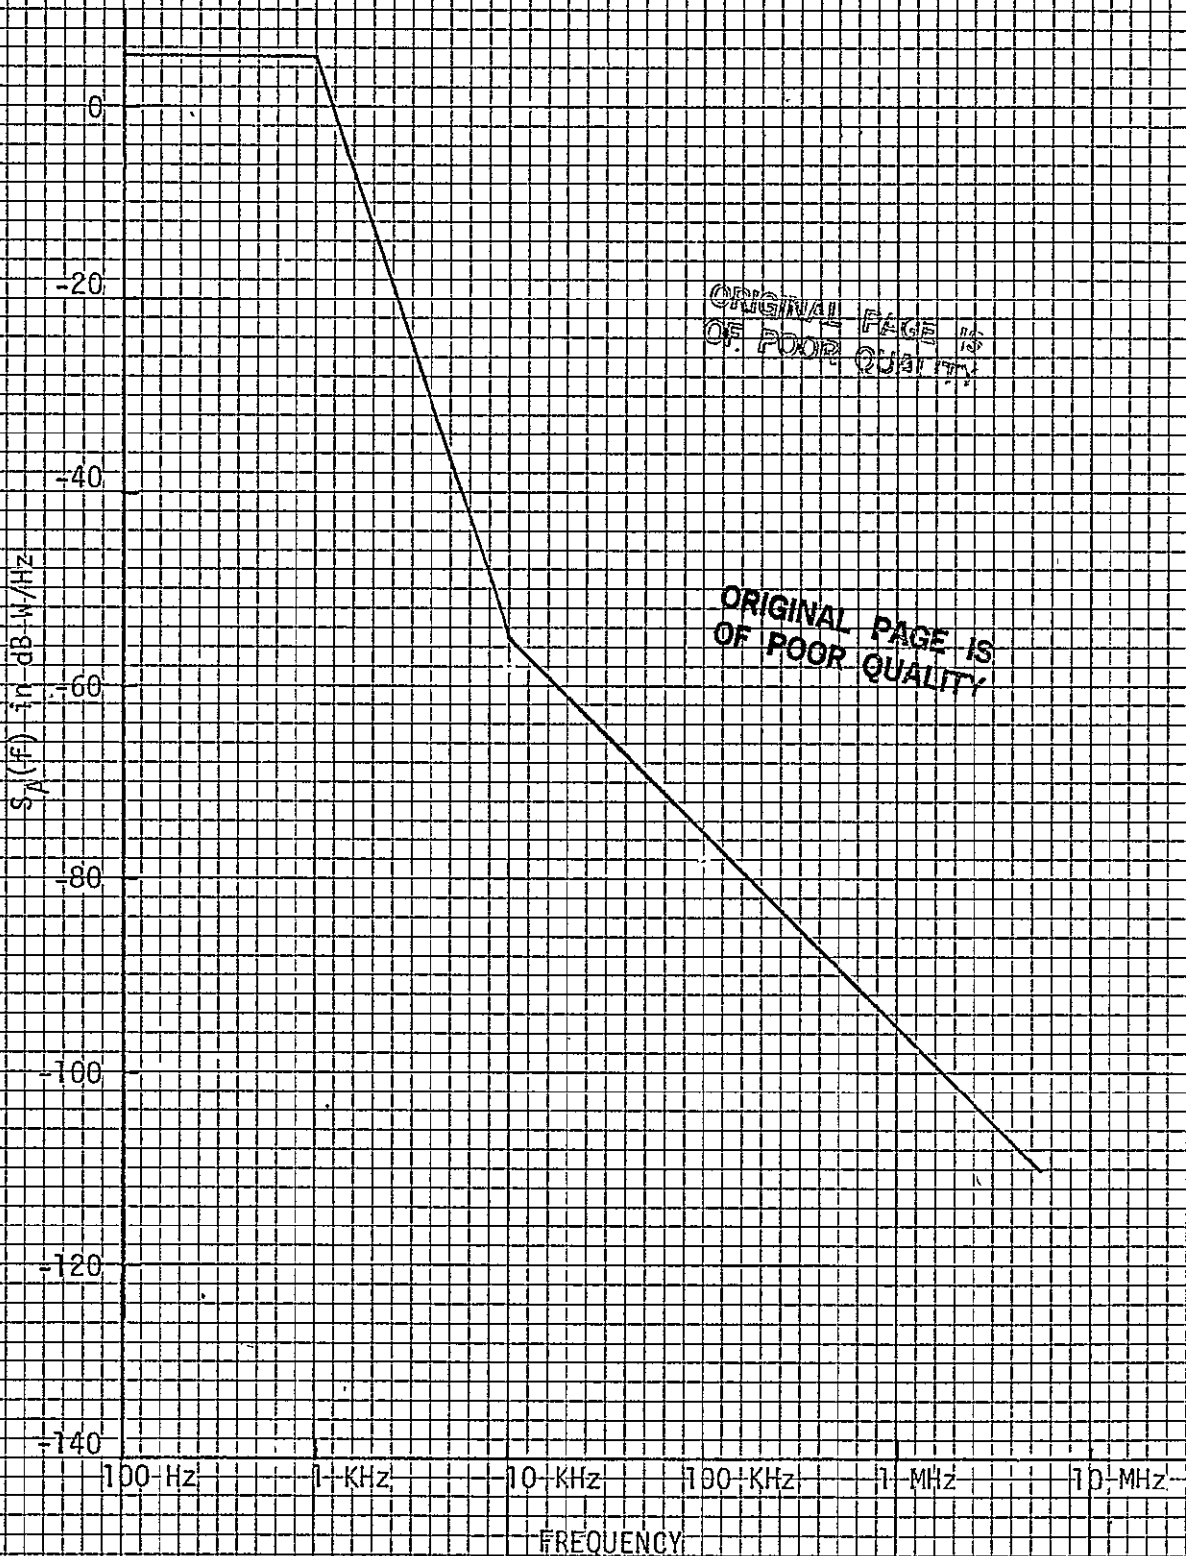 0
-20
ORIGINAL PAGE IS
OF POOR QUALITY
-40
S_A(f) in dB W/Hz
ORIGINAL PAGE IS
OF POOR QUALITY
-60
-80
-100
-120
-140
100 Hz 1 KHz 10 KHz 100 KHz 1 MHz 10 MHz
FREQUENCY